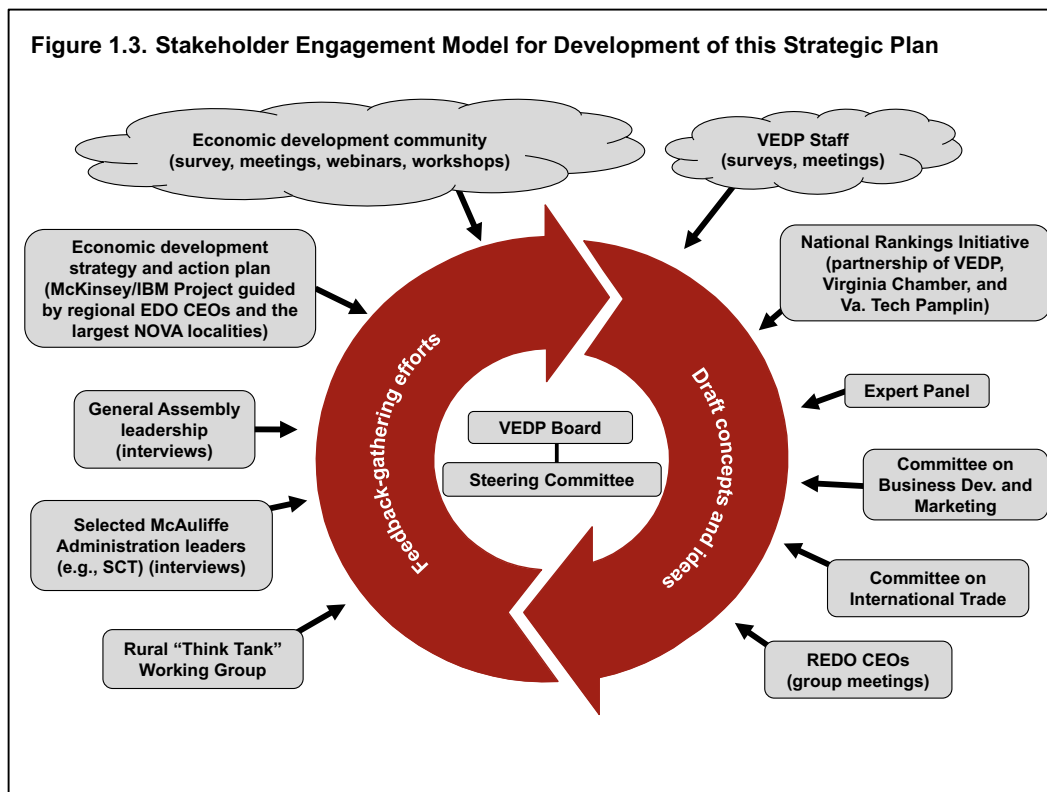 Figure 1.3. Stakeholder Engagement Model for Development of this Strategic Plan
Economic development community
(survey, meetings, webinars, workshops)
VEDP Staff
(surveys, meetings)
Economic development
strategy and action plan
(McKinsey/IBM Project guided
by regional EDO CEOs and the
largest NOVA localities)
National Rankings Initiative
(partnership of VEDP,
Virginia Chamber, and
Va. Tech Pamplin)
General Assembly
leadership
(interviews)
Expert Panel
Selected McAuliffe
Administration leaders
(e.g., SCT) (interviews)
Committee on
Business Dev. and
Marketing
Rural “Think Tank”
Working Group
Committee on
International Trade
REDO CEOs
(group meetings)
Feedback-gathering efforts
Draft concepts and ideas
VEDP Board
Steering Committee